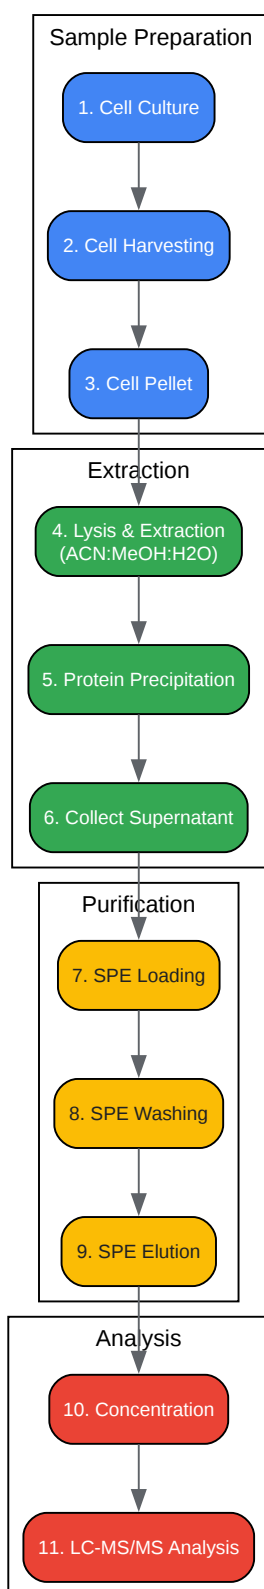 Sample Preparation
1. Cell Culture
2. Cell Harvesting
3. Cell Pellet
Extraction
4. Lysis & Extraction
(ACN:MeOH:H2O)
5. Protein Precipitation
6. Collect Supernatant
Purification
7. SPE Loading
8. SPE Washing
9. SPE Elution
Analysis
10. Concentration
11. LC-MS/MS Analysis